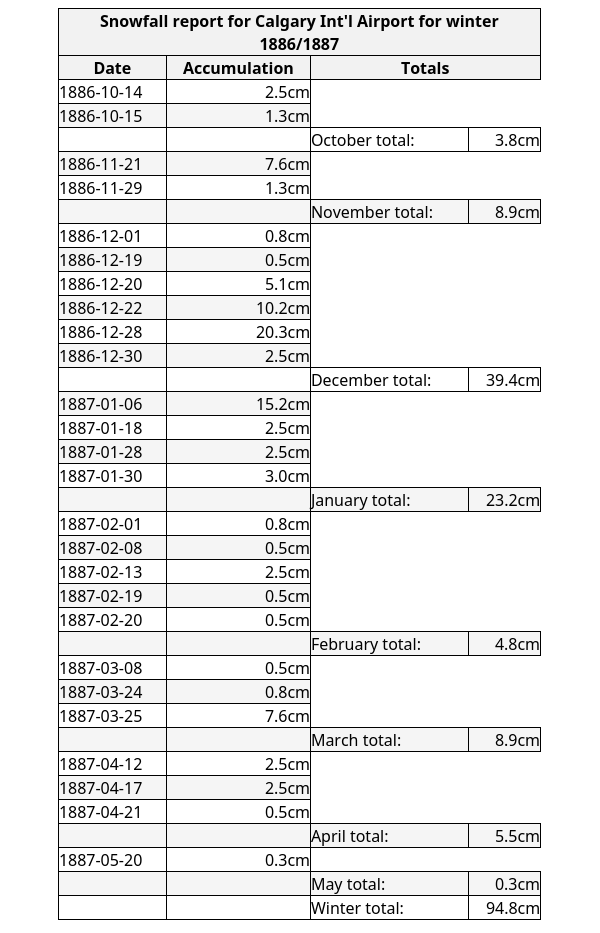 Snowfall report for Calgary Int'l Airport for winter
1886/1887
Date Accumulation Totals
1886-10-14 2.5cm
1886-10-15 1.3cm
October total: 3.8cm
1886-11-21 7.6cm
1886-11-29 1.3cm
November total: 8.9cm
1886-12-01 0.8cm
1886-12-19 0.5cm
1886-12-20 5.1cm
1886-12-22 10.2cm
1886-12-28 20.3cm
1886-12-30 2.5cm
December total: 39.4cm
1887-01-06 15.2cm
1887-01-18 2.5cm
1887-01-28 2.5cm
1887-01-30 3.0cm
January total: 23.2cm
1887-02-01 0.8cm
1887-02-08 0.5cm
1887-02-13 2.5cm
1887-02-19 0.5cm
1887-02-20 0.5cm
February total: 4.8cm
1887-03-08 0.5cm
1887-03-24 0.8cm
1887-03-25 7.6cm
March total: 8.9cm
1887-04-12 2.5cm
1887-04-17 2.5cm
1887-04-21 0.5cm
April total: 5.5cm
1887-05-20 0.3cm
May total: 0.3cm
Winter total: 94.8cm